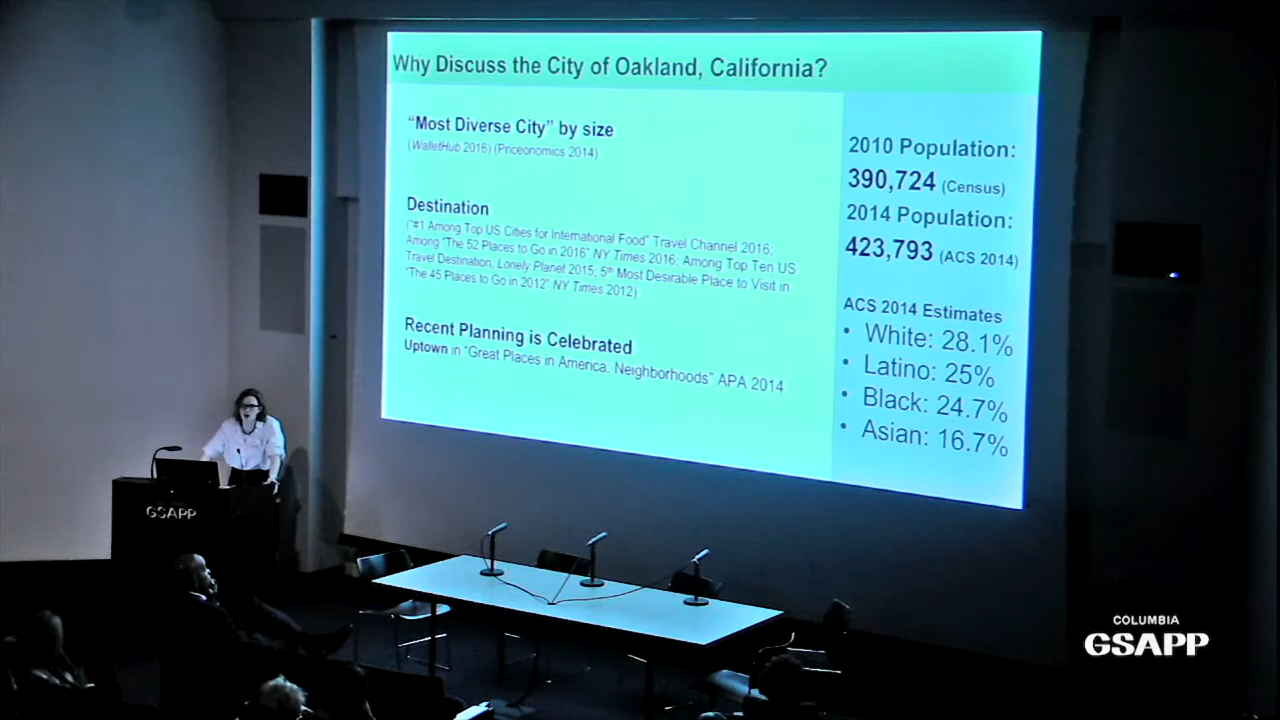 Why Discuss the City of Oakland, California?
“Most Diverse City” by size
(WalletHub 2016) (Priceonomics 2014)
Destination
(“#1 Among Top US Cities for International Food” Travel Channel 2016;
Among “The 52 Places to Go in 2016” NY Times 2016; Among Top Ten US
Travel Destination, Lonely Planet 2015; 5th Most Desirable Place to Visit in
“The 45 Places to Go in 2012” NY Times 2012)
Recent Planning is Celebrated
Uptown in “Great Places in America: Neighborhoods” APA 2014
2010 Population:
390,724 (Census)
2014 Population:
423,793 (ACS 2014)
ACS 2014 Estimates
• White: 28.1%
• Latino: 25%
• Black: 24.7%
• Asian: 16.7%
GSAPP
COLUMBIA
GSAPP